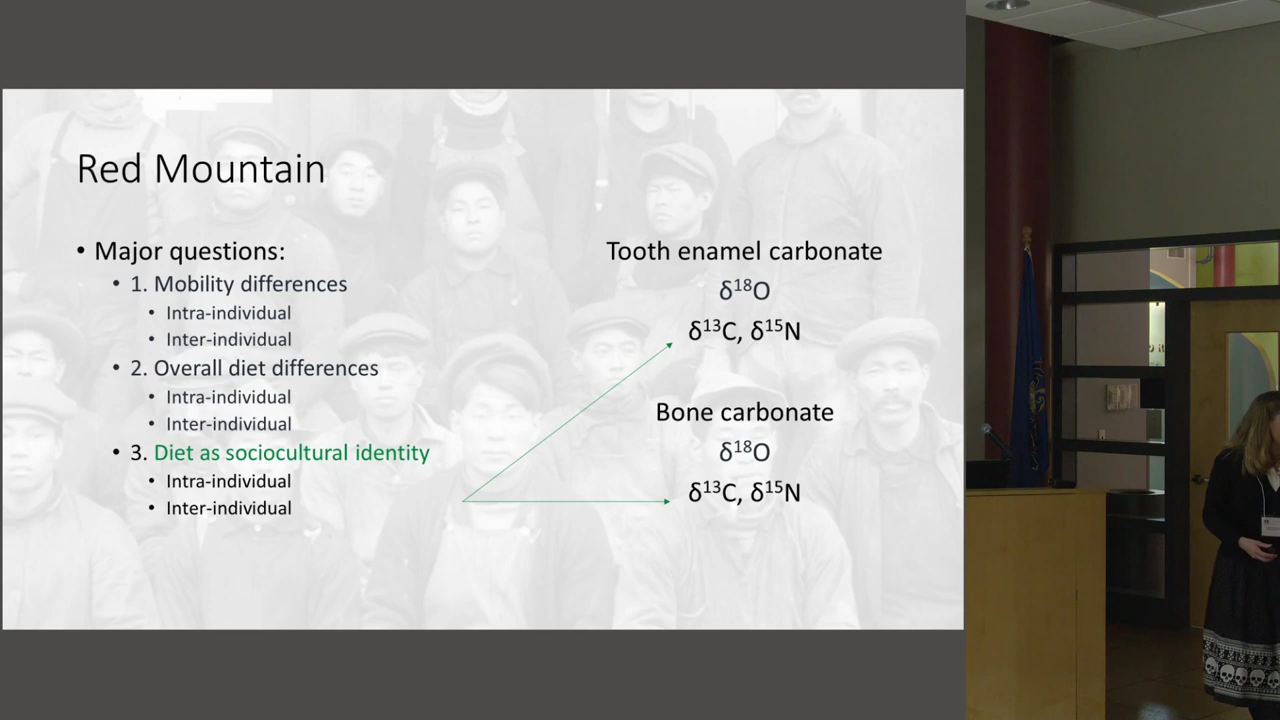 Red Mountain
• Major questions:
• 1. Mobility differences
• Intra-individual
• Inter-individual
• 2. Overall diet differences
• Intra-individual
• Inter-individual
• 3. Diet as sociocultural identity
• Intra-individual
• Inter-individual
Tooth enamel carbonate
δ¹⁸O
δ¹³C, δ¹⁵N
Bone carbonate
δ¹⁸O
δ¹³C, δ¹⁵N